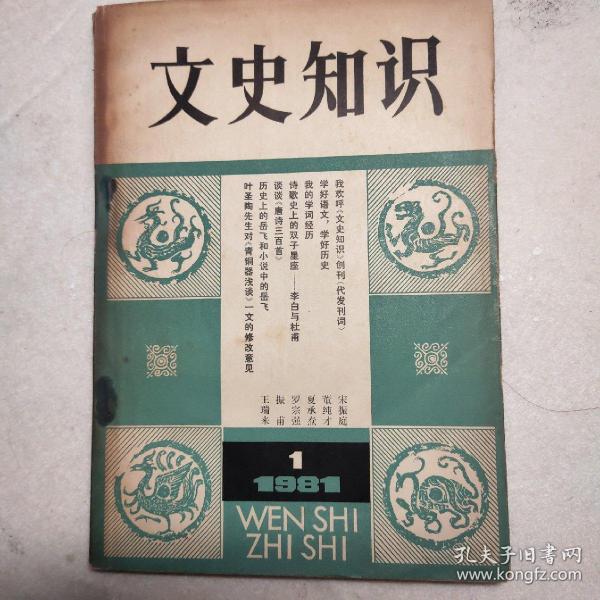 文史知识
我欢呼《文史知识》创刊(代发刊词)
学好语文,学好历史
我的学词经历
诗歌史上的双子星座——李白与杜甫
谈谈《唐诗三百首》
历史上的岳飞和小说中的岳飞
叶圣陶先生对《青铜器浅谈》一文的修改意见
宋振庭
董纯才
夏承焘
罗宗强
振甫
王瑞来
1
1981
WEN SHI
ZHI SHI
孔夫子旧书网
www.kongfz.com